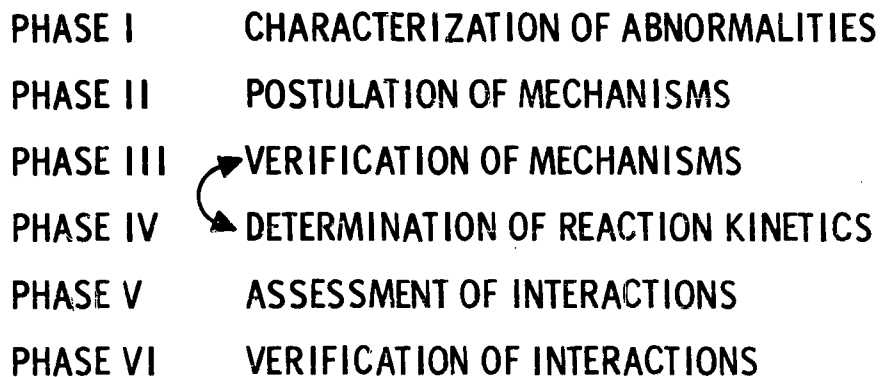 PHASE I CHARACTERIZATION OF ABNORMALITIES
PHASE II POSTULATION OF MECHANISMS
PHASE III VERIFICATION OF MECHANISMS
PHASE IV DETERMINATION OF REACTION KINETICS
PHASE V ASSESSMENT OF INTERACTIONS
PHASE VI VERIFICATION OF INTERACTIONS